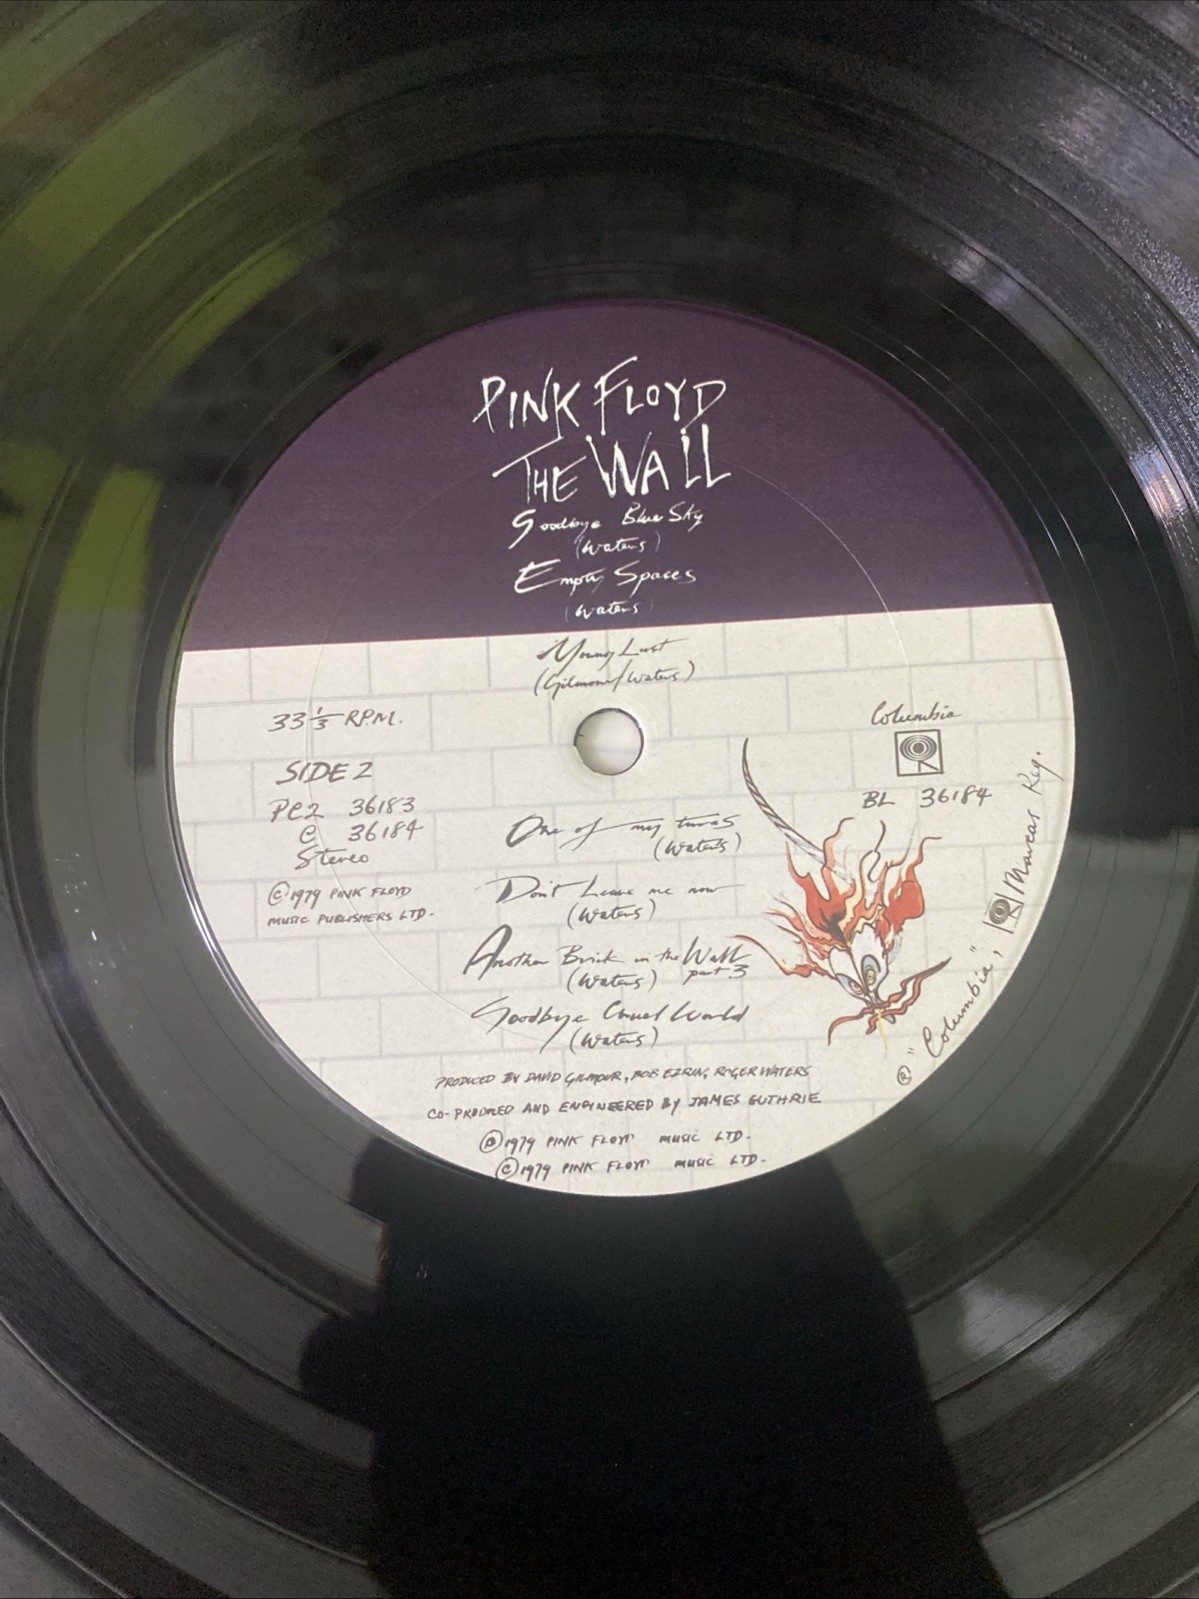 PINK FLOYD
THE WALL
Goodbye Blue Sky
(Waters)
Empty Spaces
(Waters)
Young Lust
(Gilmour/Waters)
33 1/3 RPM.
SIDE 2
PC2 36183
C 36184
Stereo
©1979 PINK FLOYD
MUSIC PUBLISHERS LTD.
Columbia
BL 36184
One of my turns
(Waters)
Don't Leave me now
(Waters)
Another Brick in the Wall
part 3
(Waters)
Goodbye Cruel World
(Waters)
PRODUCED BY DAVID GILMOUR, BOB EZRIN, ROGER WATERS
CO-PRODUCED AND ENGINEERED BY JAMES GUTHRIE
℗1979 PINK FLOYD MUSIC LTD.
©1979 PINK FLOYD MUSIC LTD.
® "Columbia", Marcas Reg.